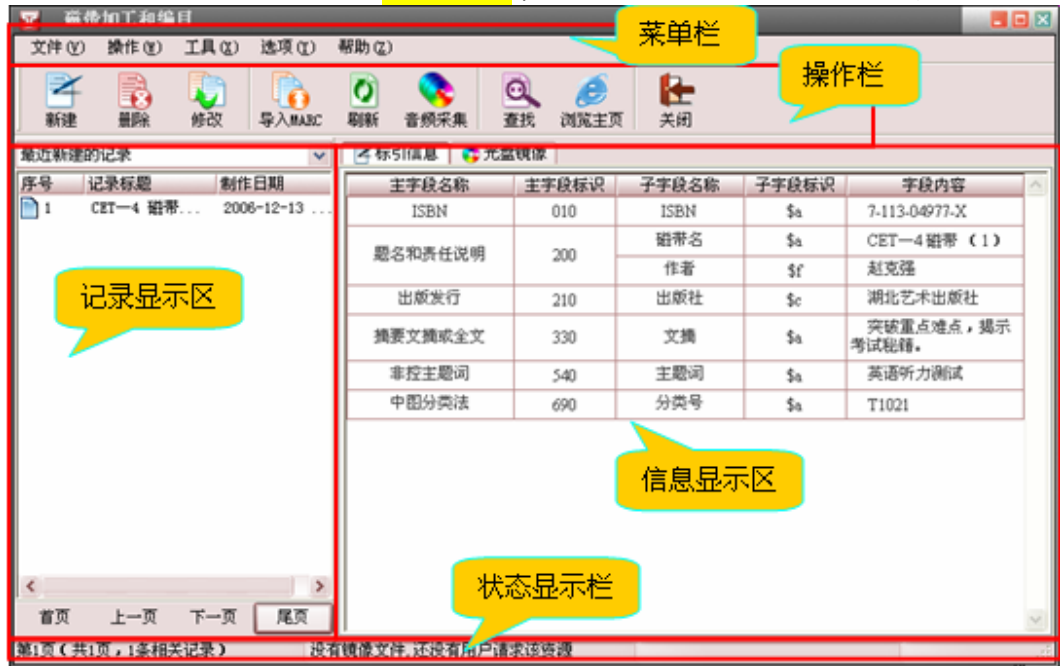 磁带加工和编目
菜单栏
文件(Y) 操作(W) 工具(X) 选项(T) 帮助(Z)
操作栏
新建 删除 修改 导入MARC 刷新 音频采集 查找 浏览主页 关闭
最近新建的记录 标引信息 光盘镜像
序号 记录标题 制作日期
1 CET—4 磁带... 2006-12-13 ...
主字段名称 主字段标识 子字段名称 子字段标识 字段内容
ISBN 010 ISBN $a 7-113-04977-X
题名和责任说明 200 磁带名 $a CET—4磁带（1）
作者 $f 赵克强
出版发行 210 出版社 $c 湖北艺术出版社
摘要文摘或全文 330 文摘 $a 突破重点难点，揭示
考试秘籍。
非控主题词 540 主题词 $a 英语听力测试
中图分类法 690 分类号 $a T1021
记录显示区
信息显示区
状态显示栏
首页 上一页 下一页 尾页
第1页(共1页，1条相关记录) 没有镜像文件,还没有用户请求该资源